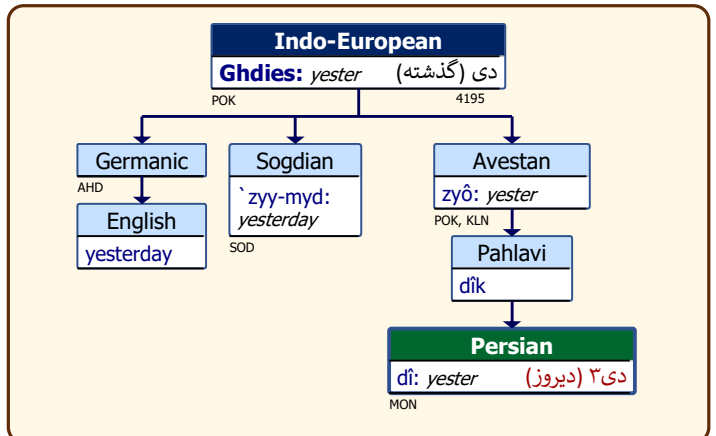 Indo-European
Ghdies: yester دی (گذشته)
POK 4195
Germanic
AHD
English
yesterday
Sogdian
`zyy-myd:
yesterday
SOD
Avestan
zyô: yester
POK, KLN
Pahlavi
dîk
Persian
dî: yester دی۳ (دیروز)
MON